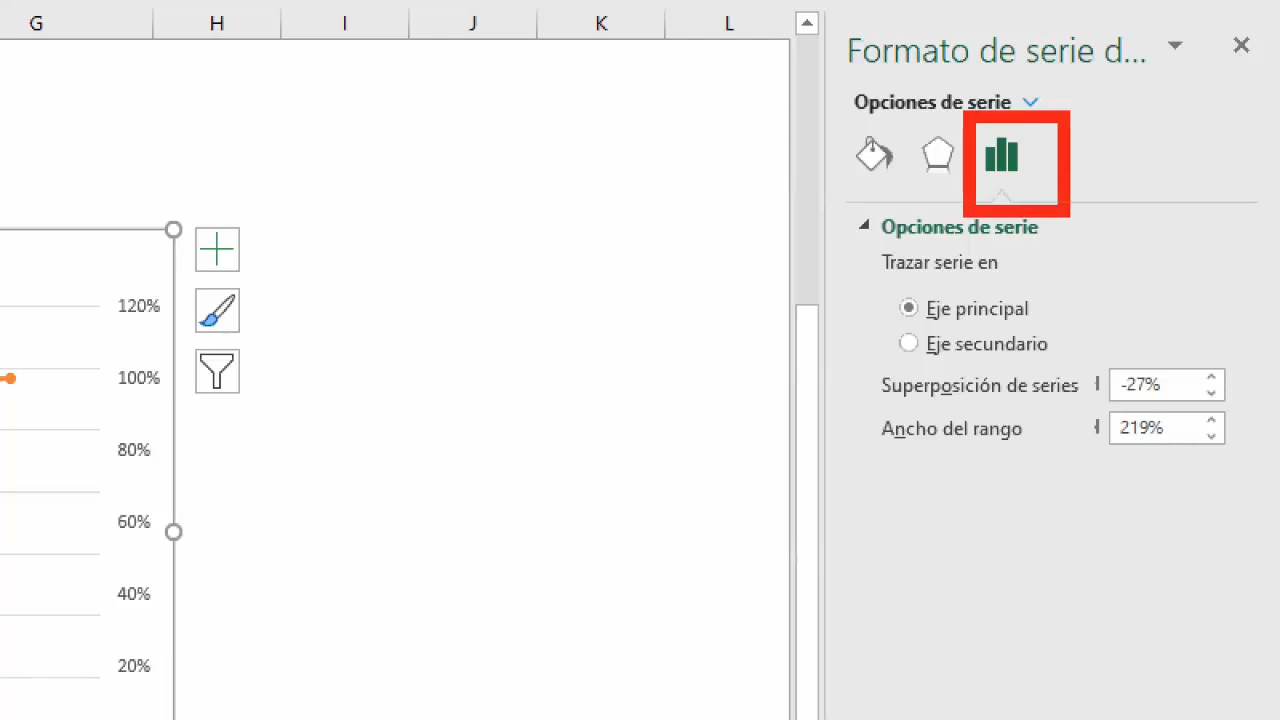 G H I J K L
Formato de serie d...
Opciones de serie
Opciones de serie
Trazar serie en
Eje principal
Eje secundario
Superposición de series -27%
Ancho del rango 219%
120%
100%
80%
60%
40%
20%